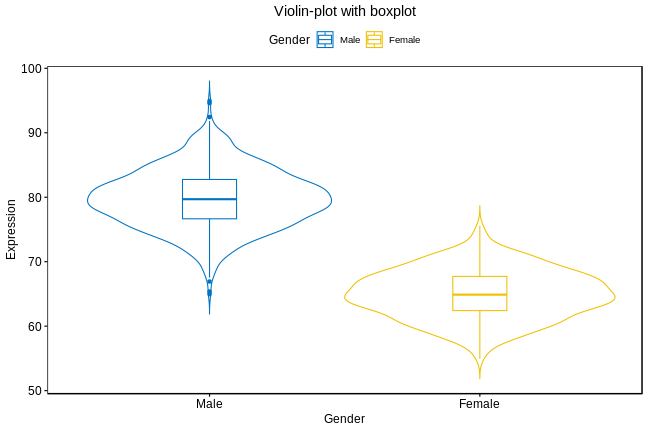 Violin-plot with boxplot
Gender Male Female
Expression
100
90
80
70
60
50
Male Female
Gender